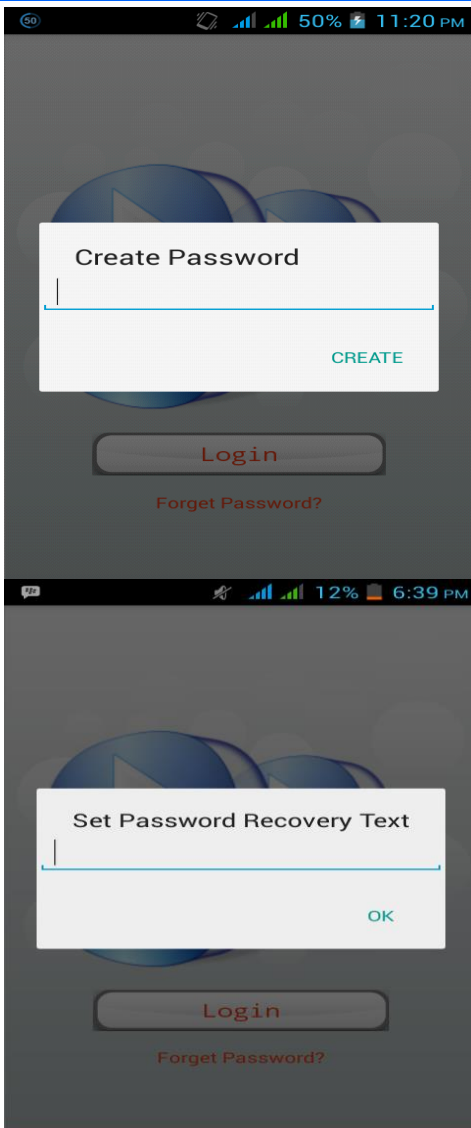 50 50% 11:20 PM
Create Password
CREATE
Login
Forget Password?
12% 6:39 PM
Set Password Recovery Text
OK
Login
Forget Password?